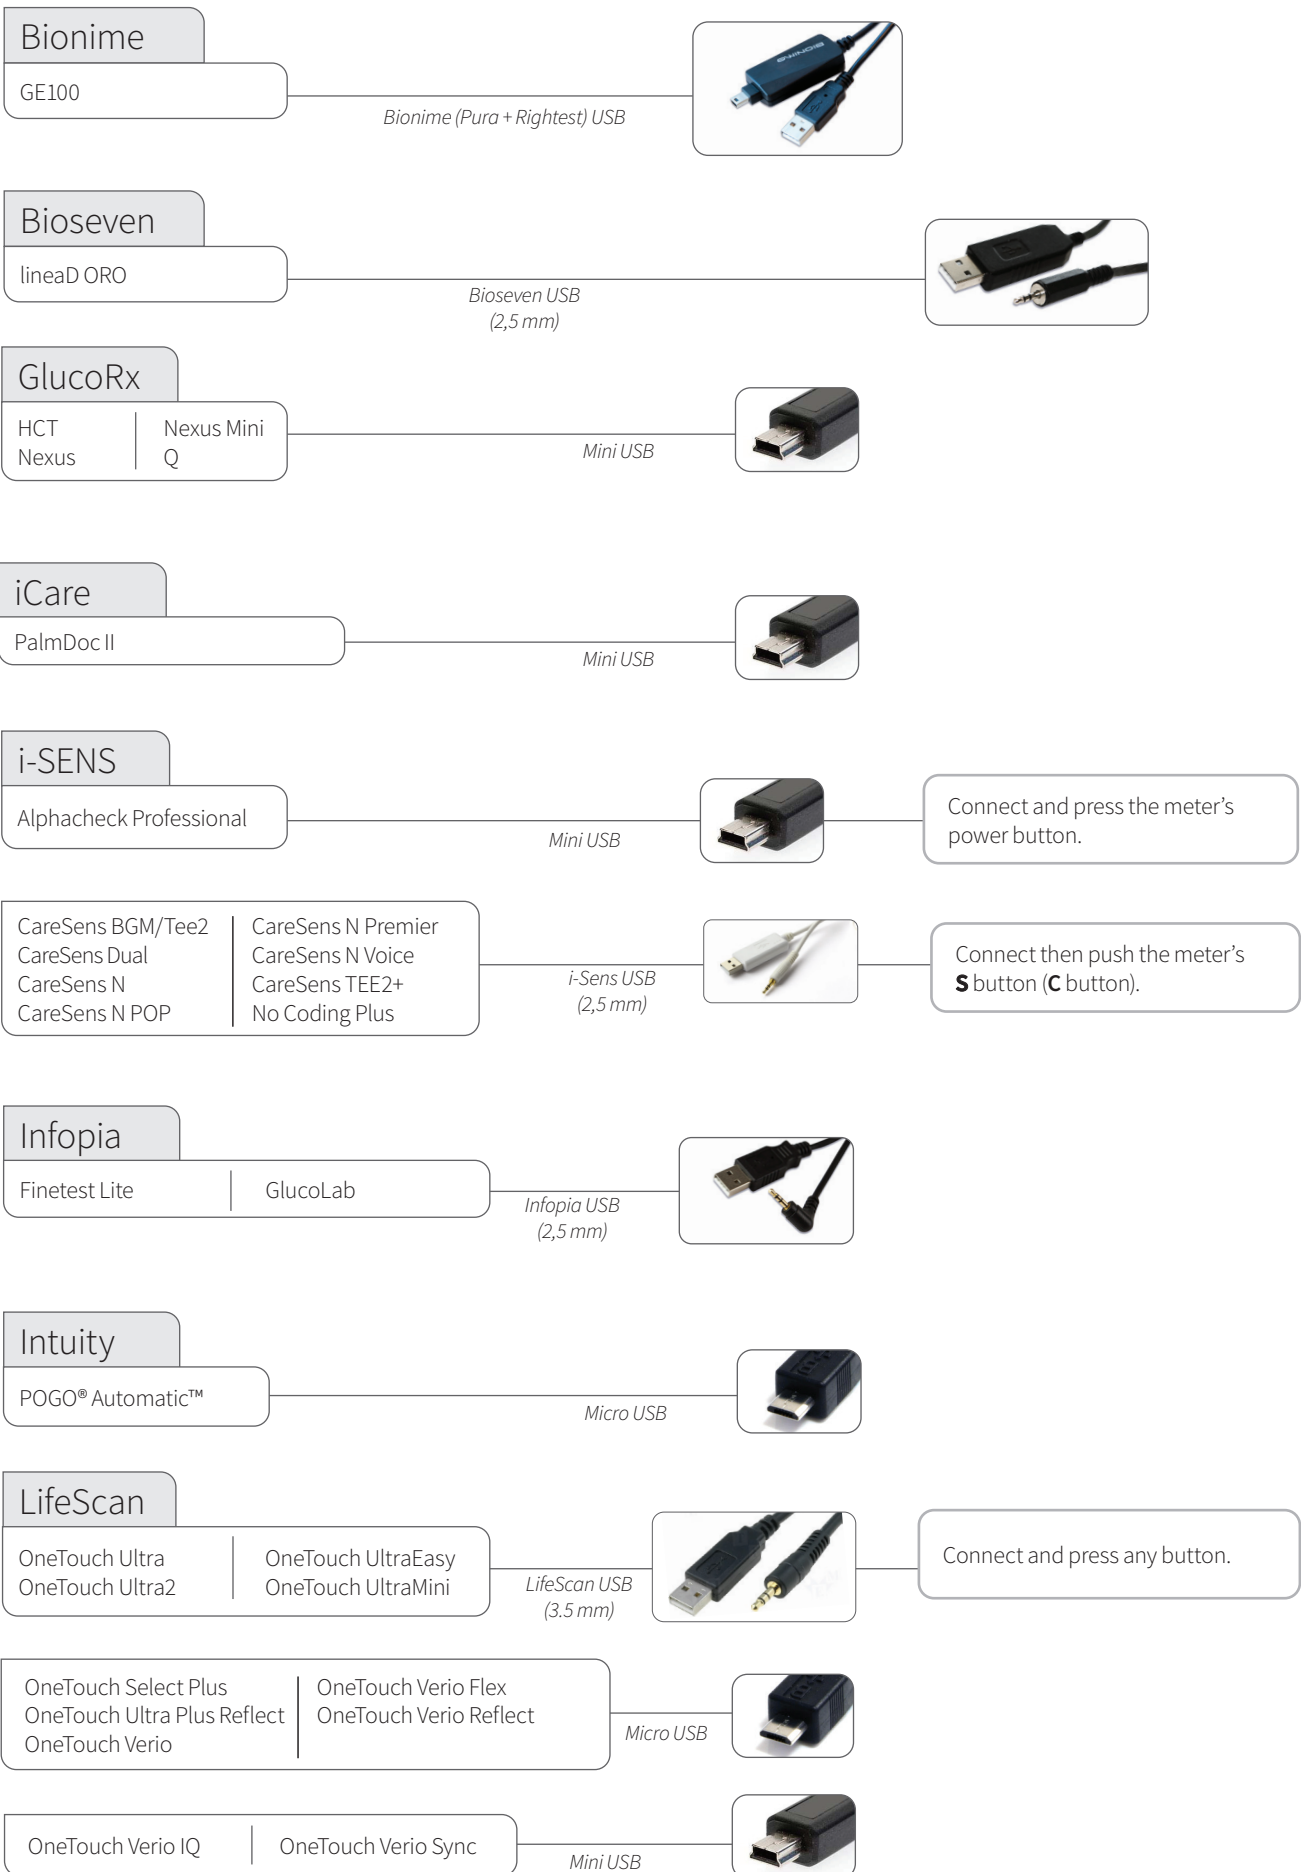 Bionime
GE100
Bionime (Pura + Rightest) USB
BIONIME
Bioseven
lineaD ORO
Bioseven USB
(2,5 mm)
GlucoRx
HCT
Nexus
Nexus Mini
Q
Mini USB
iCare
PalmDoc II
Mini USB
i-SENS
Alphacheck Professional
Mini USB
Connect and press the meter’s
power button.
CareSens BGM/Tee2
CareSens Dual
CareSens N
CareSens N POP
CareSens N Premier
CareSens N Voice
CareSens TEE2+
No Coding Plus
i-Sens USB
(2,5 mm)
Connect then push the meter’s
S button (C button).
Infopia
Finetest Lite
GlucoLab
Infopia USB
(2,5 mm)
Intuity
POGO® Automatic™
Micro USB
LifeScan
OneTouch Ultra
OneTouch Ultra2
OneTouch UltraEasy
OneTouch UltraMini
LifeScan USB
(3.5 mm)
Connect and press any button.
OneTouch Select Plus
OneTouch Ultra Plus Reflect
OneTouch Verio
OneTouch Verio Flex
OneTouch Verio Reflect
Micro USB
OneTouch Verio IQ
OneTouch Verio Sync
Mini USB